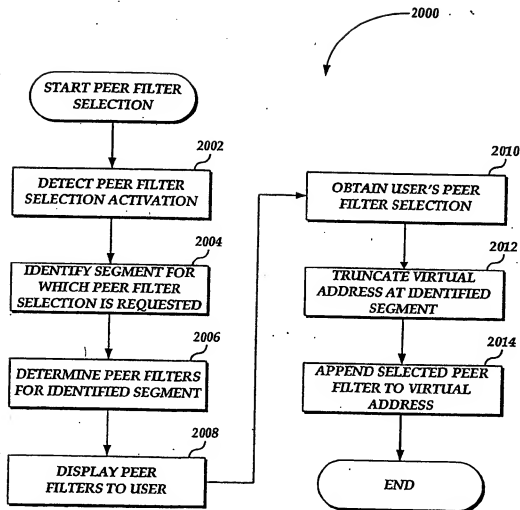 2000
START PEER FILTER
SELECTION
2002
DETECT PEER FILTER
SELECTION ACTIVATION
2004
IDENTIFY SEGMENT FOR
WHICH PEER FILTER
SELECTION IS REQUESTED
2006
DETERMINE PEER FILTERS
FOR IDENTIFIED SEGMENT
2008
DISPLAY PEER
FILTERS TO USER
2010
OBTAIN USER'S PEER
FILTER SELECTION
2012
TRUNCATE VIRTUAL
ADDRESS AT IDENTIFIED
SEGMENT
2014
APPEND SELECTED PEER
FILTER TO VIRTUAL
ADDRESS
END